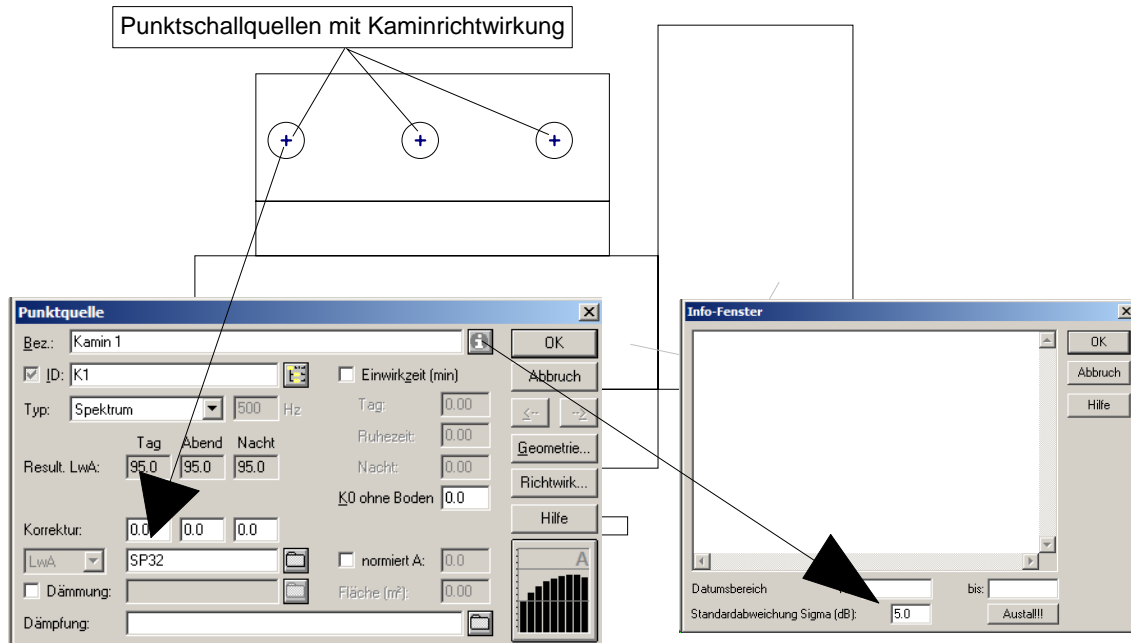 Punktschallquellen mit Kaminrichtwirkung
Punktquelle
Bez.: Kamin 1
OK
ID: K1
Einwirkzeit (min)
Abbruch
Typ: Spektrum 500 Hz
Tag: 0.00
<-- -->
Tag Abend Nacht
Ruhezeit: 0.00
Geometrie...
Result. LwA: 95.0 95.0 95.0
Nacht: 0.00
Richtwirk...
K0 ohne Boden 0.0
Korrektur: 0.0 0.0 0.0
Hilfe
LwA SP32
normiert A: 0.0
A
Dämmung:
Fläche (m²): 0.00
Dämpfung:
Info-Fenster
OK
Abbruch
Hilfe
Datumsbereich
bis:
Standardabweichung Sigma (dB): 5.0
Austal!!!